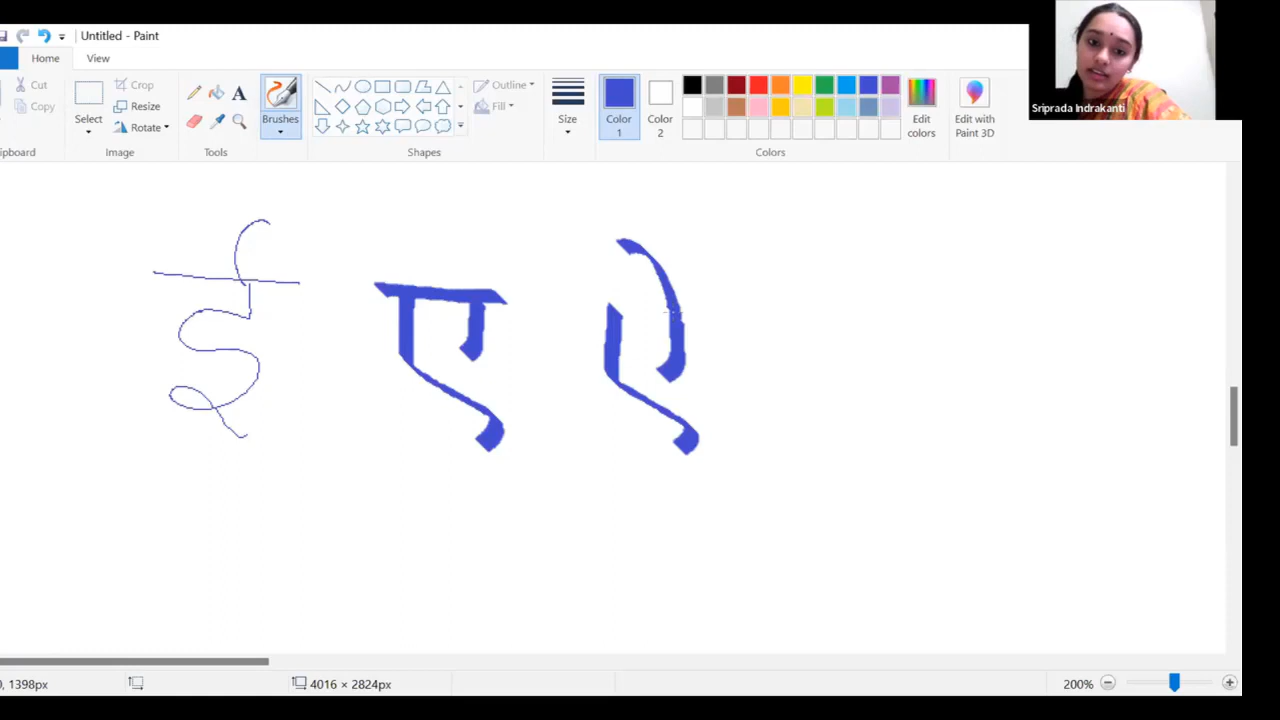 Untitled - Paint
Home View
Cut
Copy
Select
Crop
Resize
Rotate
Brushes
Outline
Fill
Size
Color 1
Color 2
Edit colors
Edit with Paint 3D
Image
Tools
Shapes
Colors
Sriprada Indrakanti
ई ए ऐ
1398px
4016 × 2824px
200%